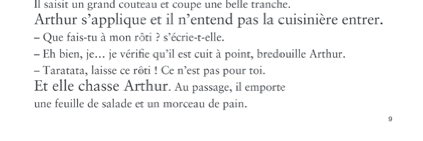 Il saisit un grand couteau et coupe une belle tranche.
Arthur s'applique et il n'entend pas la cuisinière entrer.
– Que fais-tu à mon rôti ? s'écrie-t-elle.
– Eh bien, je… je vérifie qu'il est cuit à point, bredouille Arthur.
– Taratata, laisse ce rôti ! Ce n'est pas pour toi.
Et elle chasse Arthur. Au passage, il emporte
une feuille de salade et un morceau de pain.
9